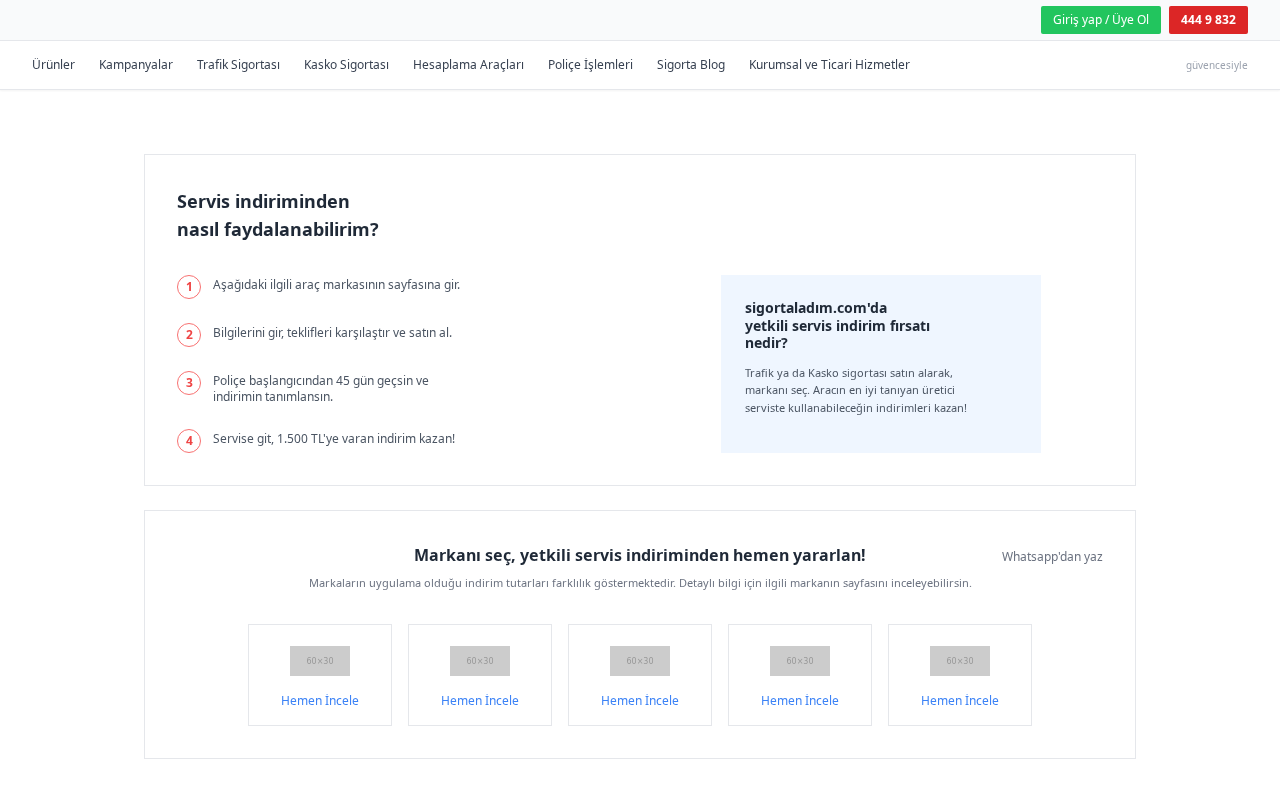 Giriş yap / Üye Ol
444 9 832
Ürünler
Kampanyalar
Trafik Sigortası
Kasko Sigortası
Hesaplama Araçları
Poliçe İşlemleri
Sigorta Blog
Kurumsal ve Ticari Hizmetler
güvencesiyle
Servis indiriminden
nasıl faydalanabilirim?
1 Aşağıdaki ilgili araç markasının sayfasına gir.
2 Bilgilerini gir, teklifleri karşılaştır ve satın al.
3 Poliçe başlangıcından 45 gün geçsin ve
indirimin tanımlansın.
4 Servise git, 1.500 TL'ye varan indirim kazan!
sigortaladım.com'da
yetkili servis indirim fırsatı
nedir?
Trafik ya da Kasko sigortası satın alarak,
markanı seç. Aracın en iyi tanıyan üretici
serviste kullanabileceğin indirimleri kazan!
Markanı seç, yetkili servis indiriminden hemen yararlan!
Whatsapp'dan yaz
Markaların uygulama olduğu indirim tutarları farklılık göstermektedir. Detaylı bilgi için ilgili markanın sayfasını inceleyebilirsin.
60×30
Hemen İncele
60×30
Hemen İncele
60×30
Hemen İncele
60×30
Hemen İncele
60×30
Hemen İncele